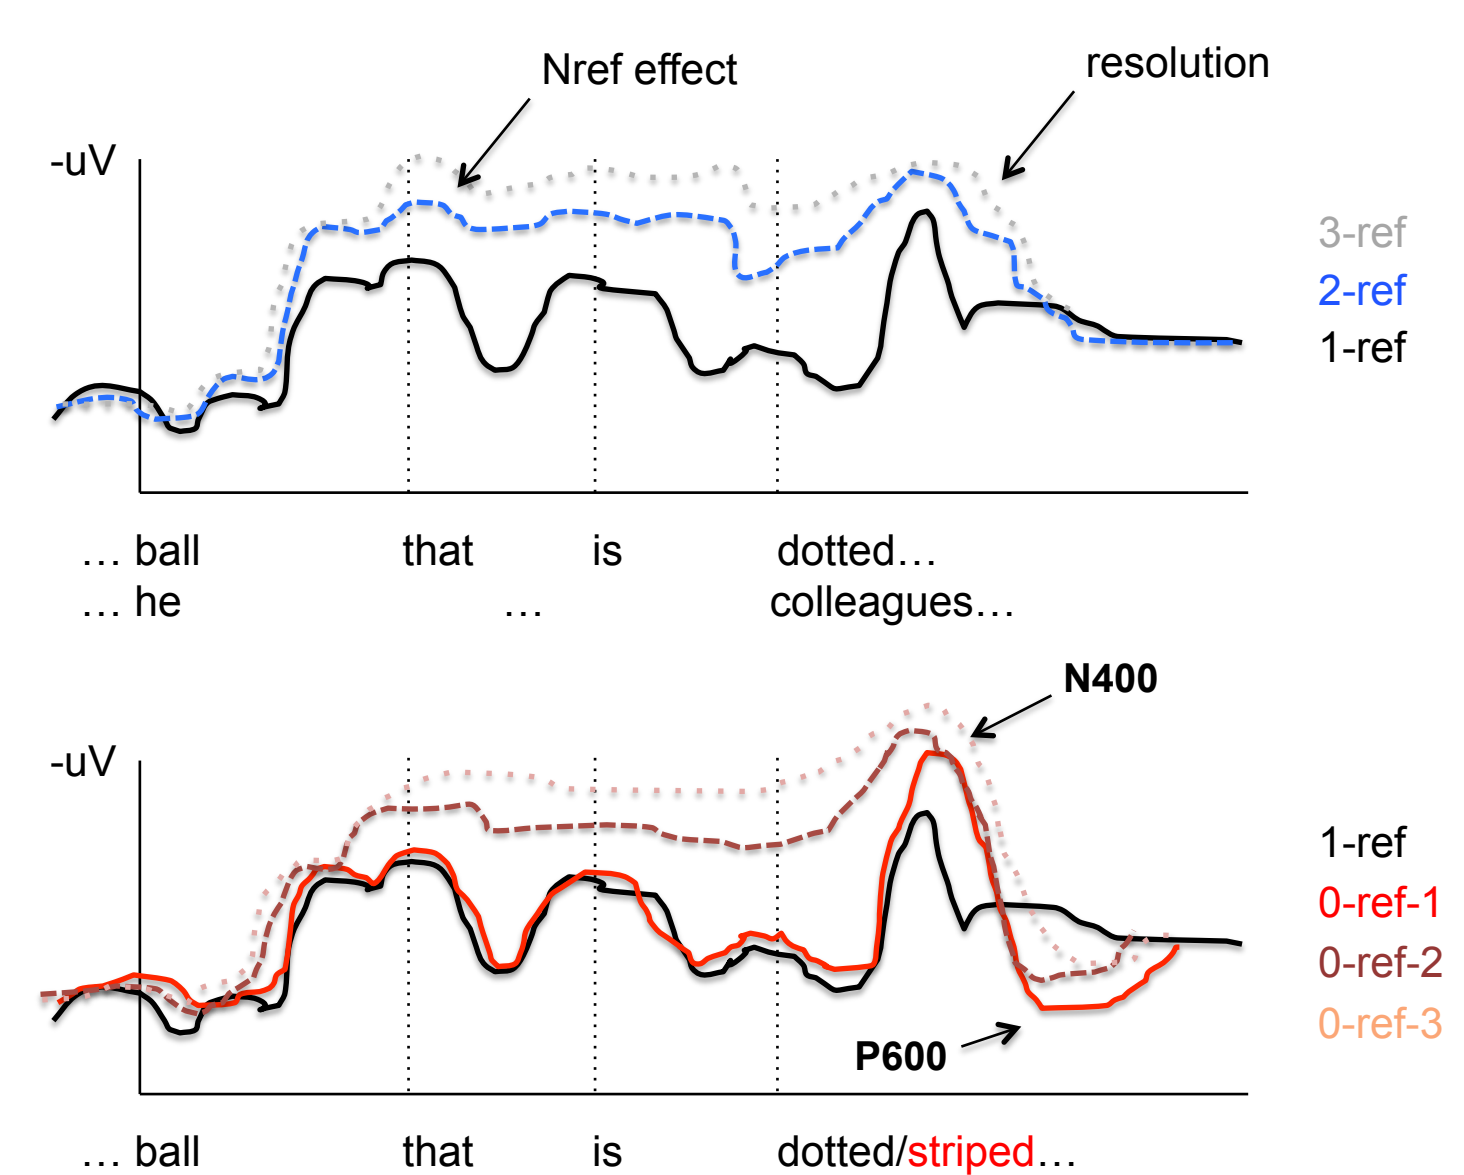 Nref effect
resolution
-uV
3-ref
2-ref
1-ref
… ball that is dotted…
… he … colleagues…
N400
-uV
1-ref
0-ref-1
0-ref-2
0-ref-3
P600
… ball that is dotted/striped…